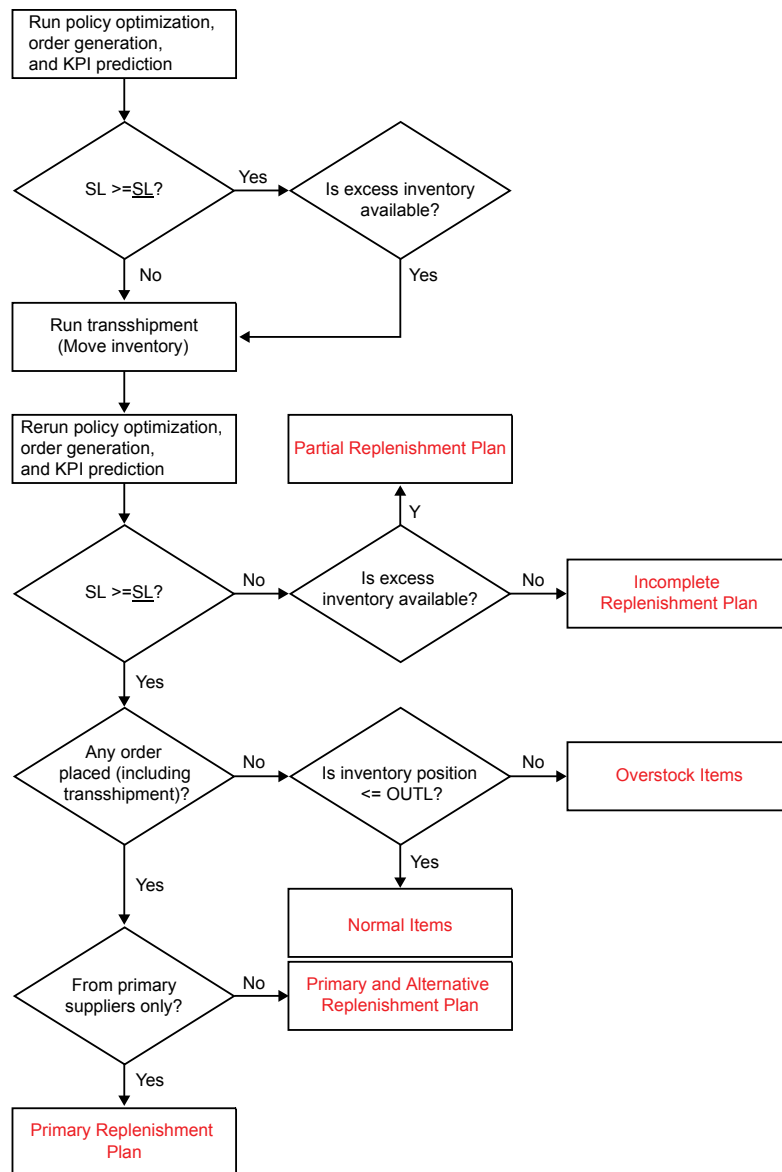 Run policy optimization,
order generation,
and KPI prediction
SL >=SL?
Yes
Is excess inventory
available?
No
Yes
Run transshipment
(Move inventory)
Rerun policy optimization,
order generation,
and KPI prediction
Partial Replenishment Plan
Y
SL >=SL?
No
Is excess
inventory available?
No
Incomplete
Replenishment Plan
Yes
Any order
placed (including
transshipment)?
No
Is inventory position
<= OUTL?
No
Overstock Items
Yes
Yes
Normal Items
From primary
suppliers only?
No
Primary and Alternative
Replenishment Plan
Yes
Primary Replenishment
Plan